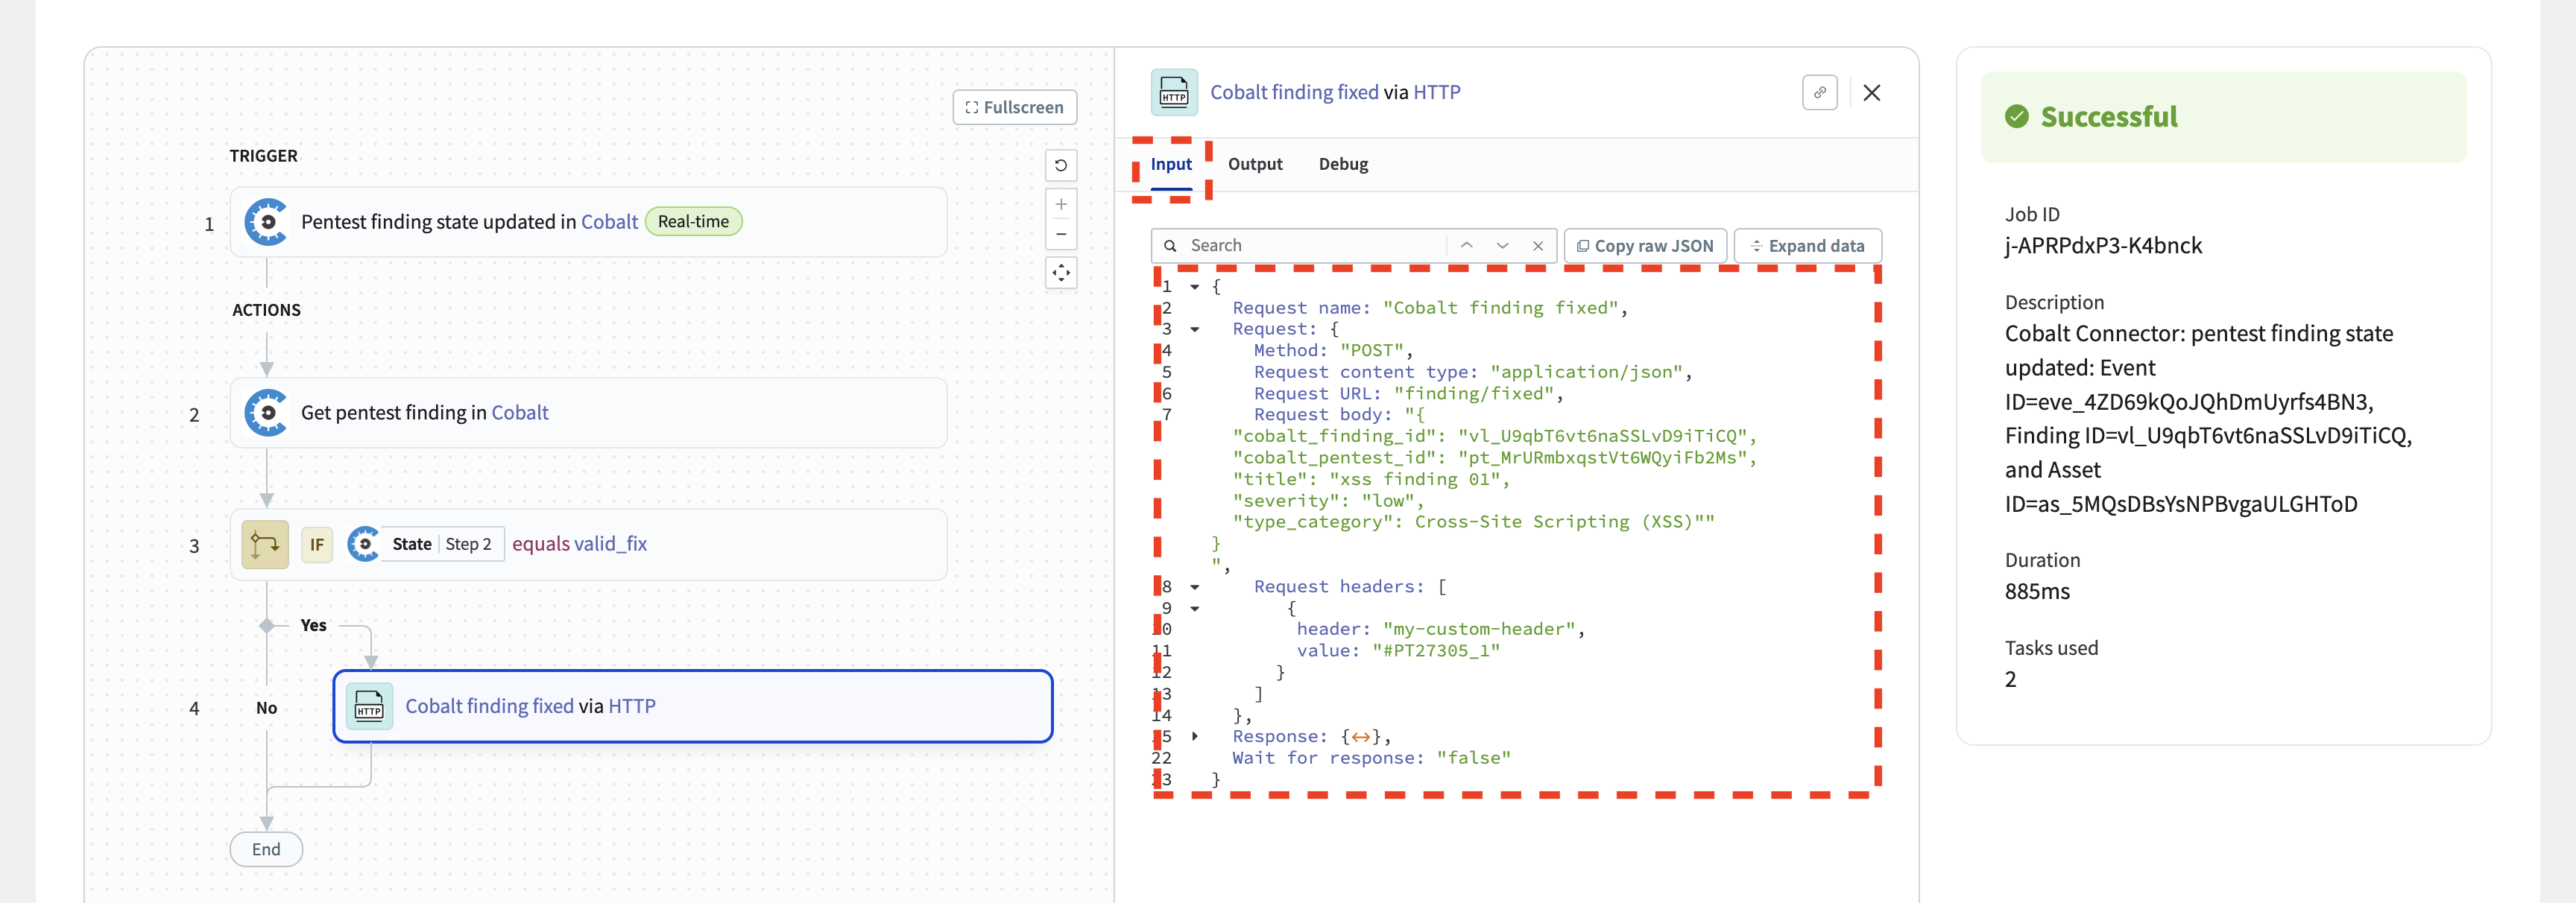 Fullscreen
TRIGGER
1
Pentest finding state updated in Cobalt Real-time
ACTIONS
2
Get pentest finding in Cobalt
3
IF State Step 2 equals valid_fix
Yes
4
No
HTTP
Cobalt finding fixed via HTTP
End
HTTP
Cobalt finding fixed via HTTP
Input Output Debug
Search
Copy raw JSON
Expand data
1 {
2 Request name: "Cobalt finding fixed",
3 Request: {
4 Method: "POST",
5 Request content type: "application/json",
6 Request URL: "finding/fixed",
7 Request body: "{
"cobalt_finding_id": "vl_U9qbT6vt6naSSLvD9iTiCQ",
"cobalt_pentest_id": "pt_MrURmbxqstVt6WQyiFb2Ms",
"title": "xss finding 01",
"severity": "low",
"type_category": Cross-Site Scripting (XSS)""
}
",
8 Request headers: [
9 {
10 header: "my-custom-header",
11 value: "#PT27305_1"
12 }
13 ]
14 },
15 Response: {↔},
22 Wait for response: "false"
23 }
Successful
Job ID
j-APRPdxP3-K4bnck
Description
Cobalt Connector: pentest finding state
updated: Event
ID=eve_4ZD69kQoJQhDmUyrfs4BN3,
Finding ID=vl_U9qbT6vt6naSSLvD9iTiCQ,
and Asset
ID=as_5MQsDBsYsNPBvgaULGHToD
Duration
885ms
Tasks used
2